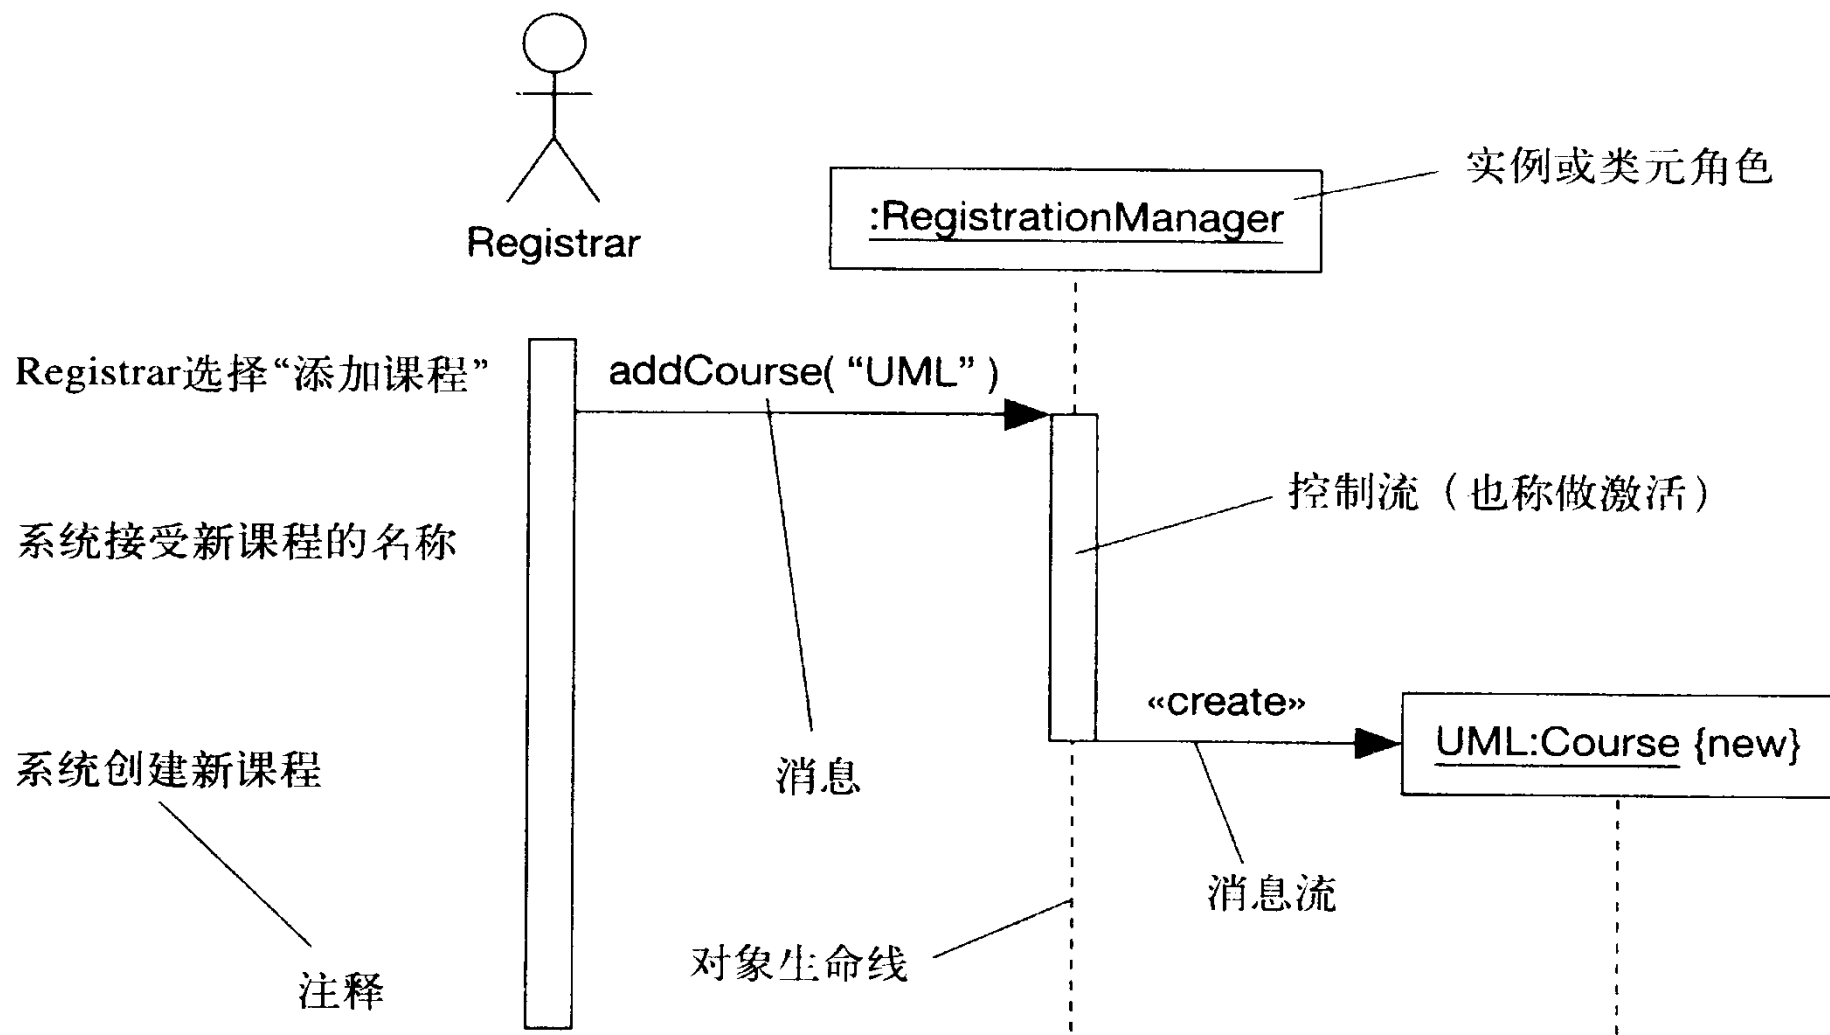 实例或类元角色
:RegistrationManager
Registrar
Registrar选择“添加课程”
addCourse( “UML” )
控制流（也称做激活）
系统接受新课程的名称
«create»
UML:Course {new}
系统创建新课程
消息
消息流
对象生命线
注释